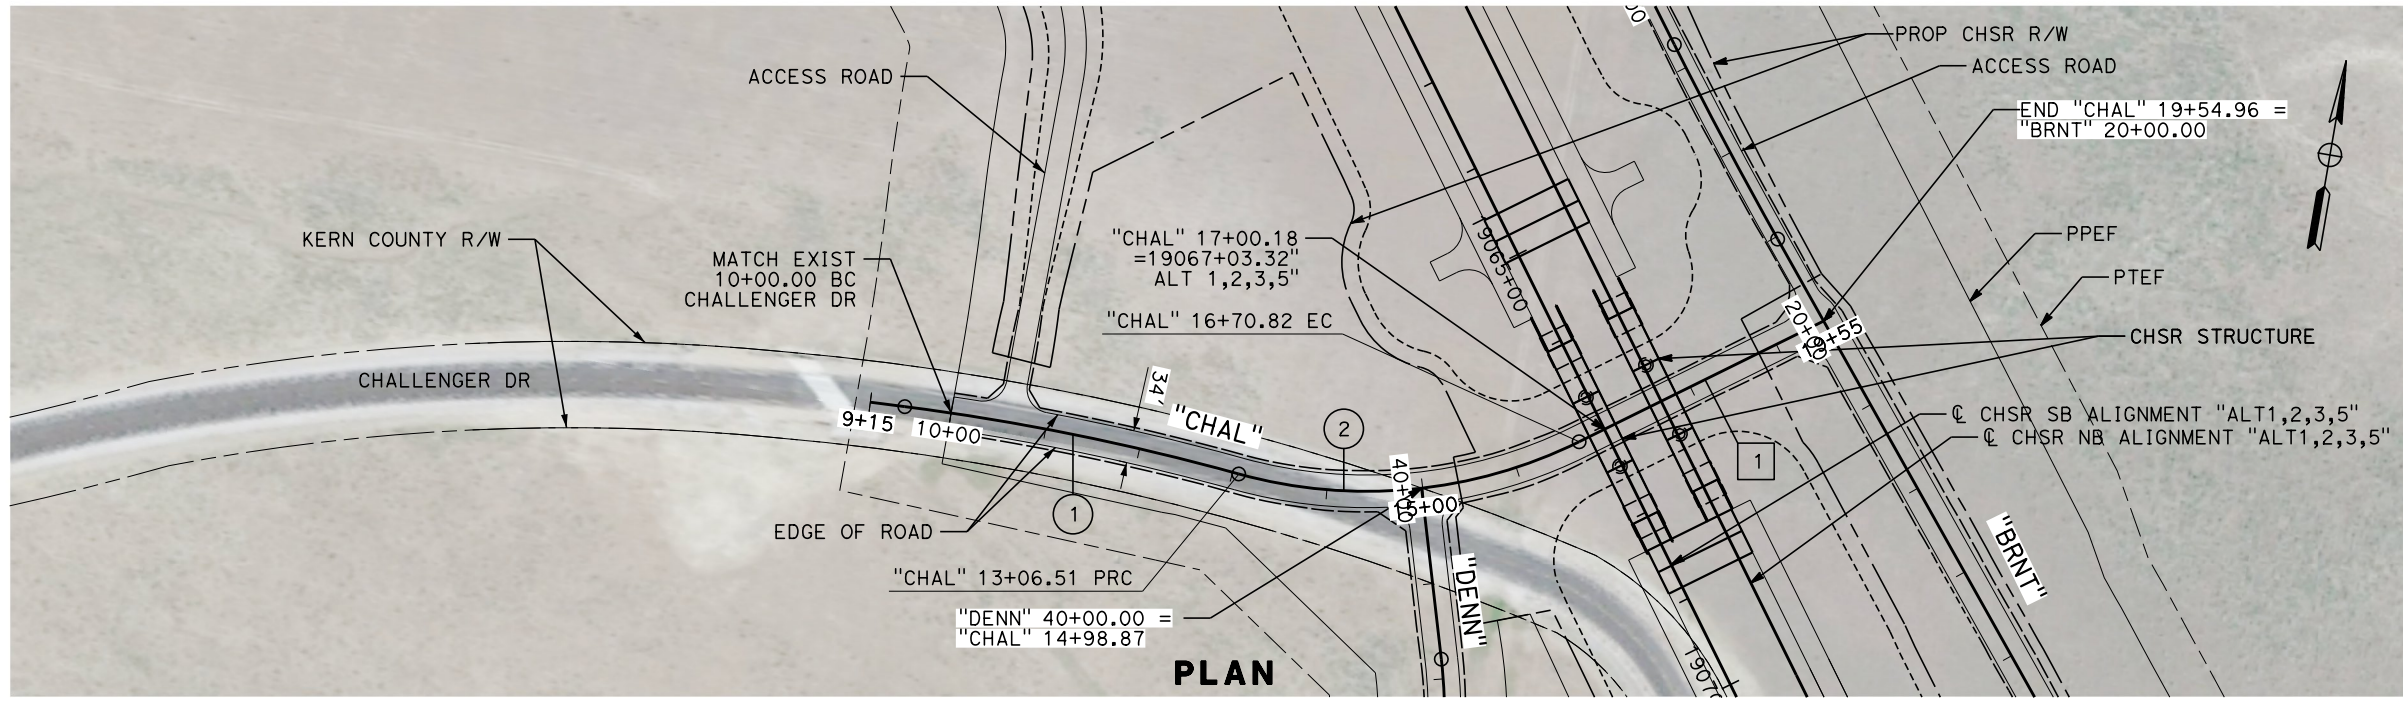 PROP CHSR R/W
ACCESS ROAD
ACCESS ROAD
END "CHAL" 19+54.96 =
"BRNT" 20+00.00
KERN COUNTY R/W
MATCH EXIST
10+00.00 BC
CHALLENGER DR
"CHAL" 17+00.18
=19067+03.32"
ALT 1,2,3,5"
"CHAL" 16+70.82 EC
19065+00
PPEF
PTEF
CHSR STRUCTURE
CHALLENGER DR
9+15
10+00
34'
"CHAL"
2
1
℄ CHSR SB ALIGNMENT "ALT1,2,3,5"
℄ CHSR NB ALIGNMENT "ALT1,2,3,5"
15+00
1
EDGE OF ROAD
"CHAL" 13+06.51 PRC
"DENN" 40+00.00 =
"CHAL" 14+98.87
"DENN"
"BRNT"
PLAN